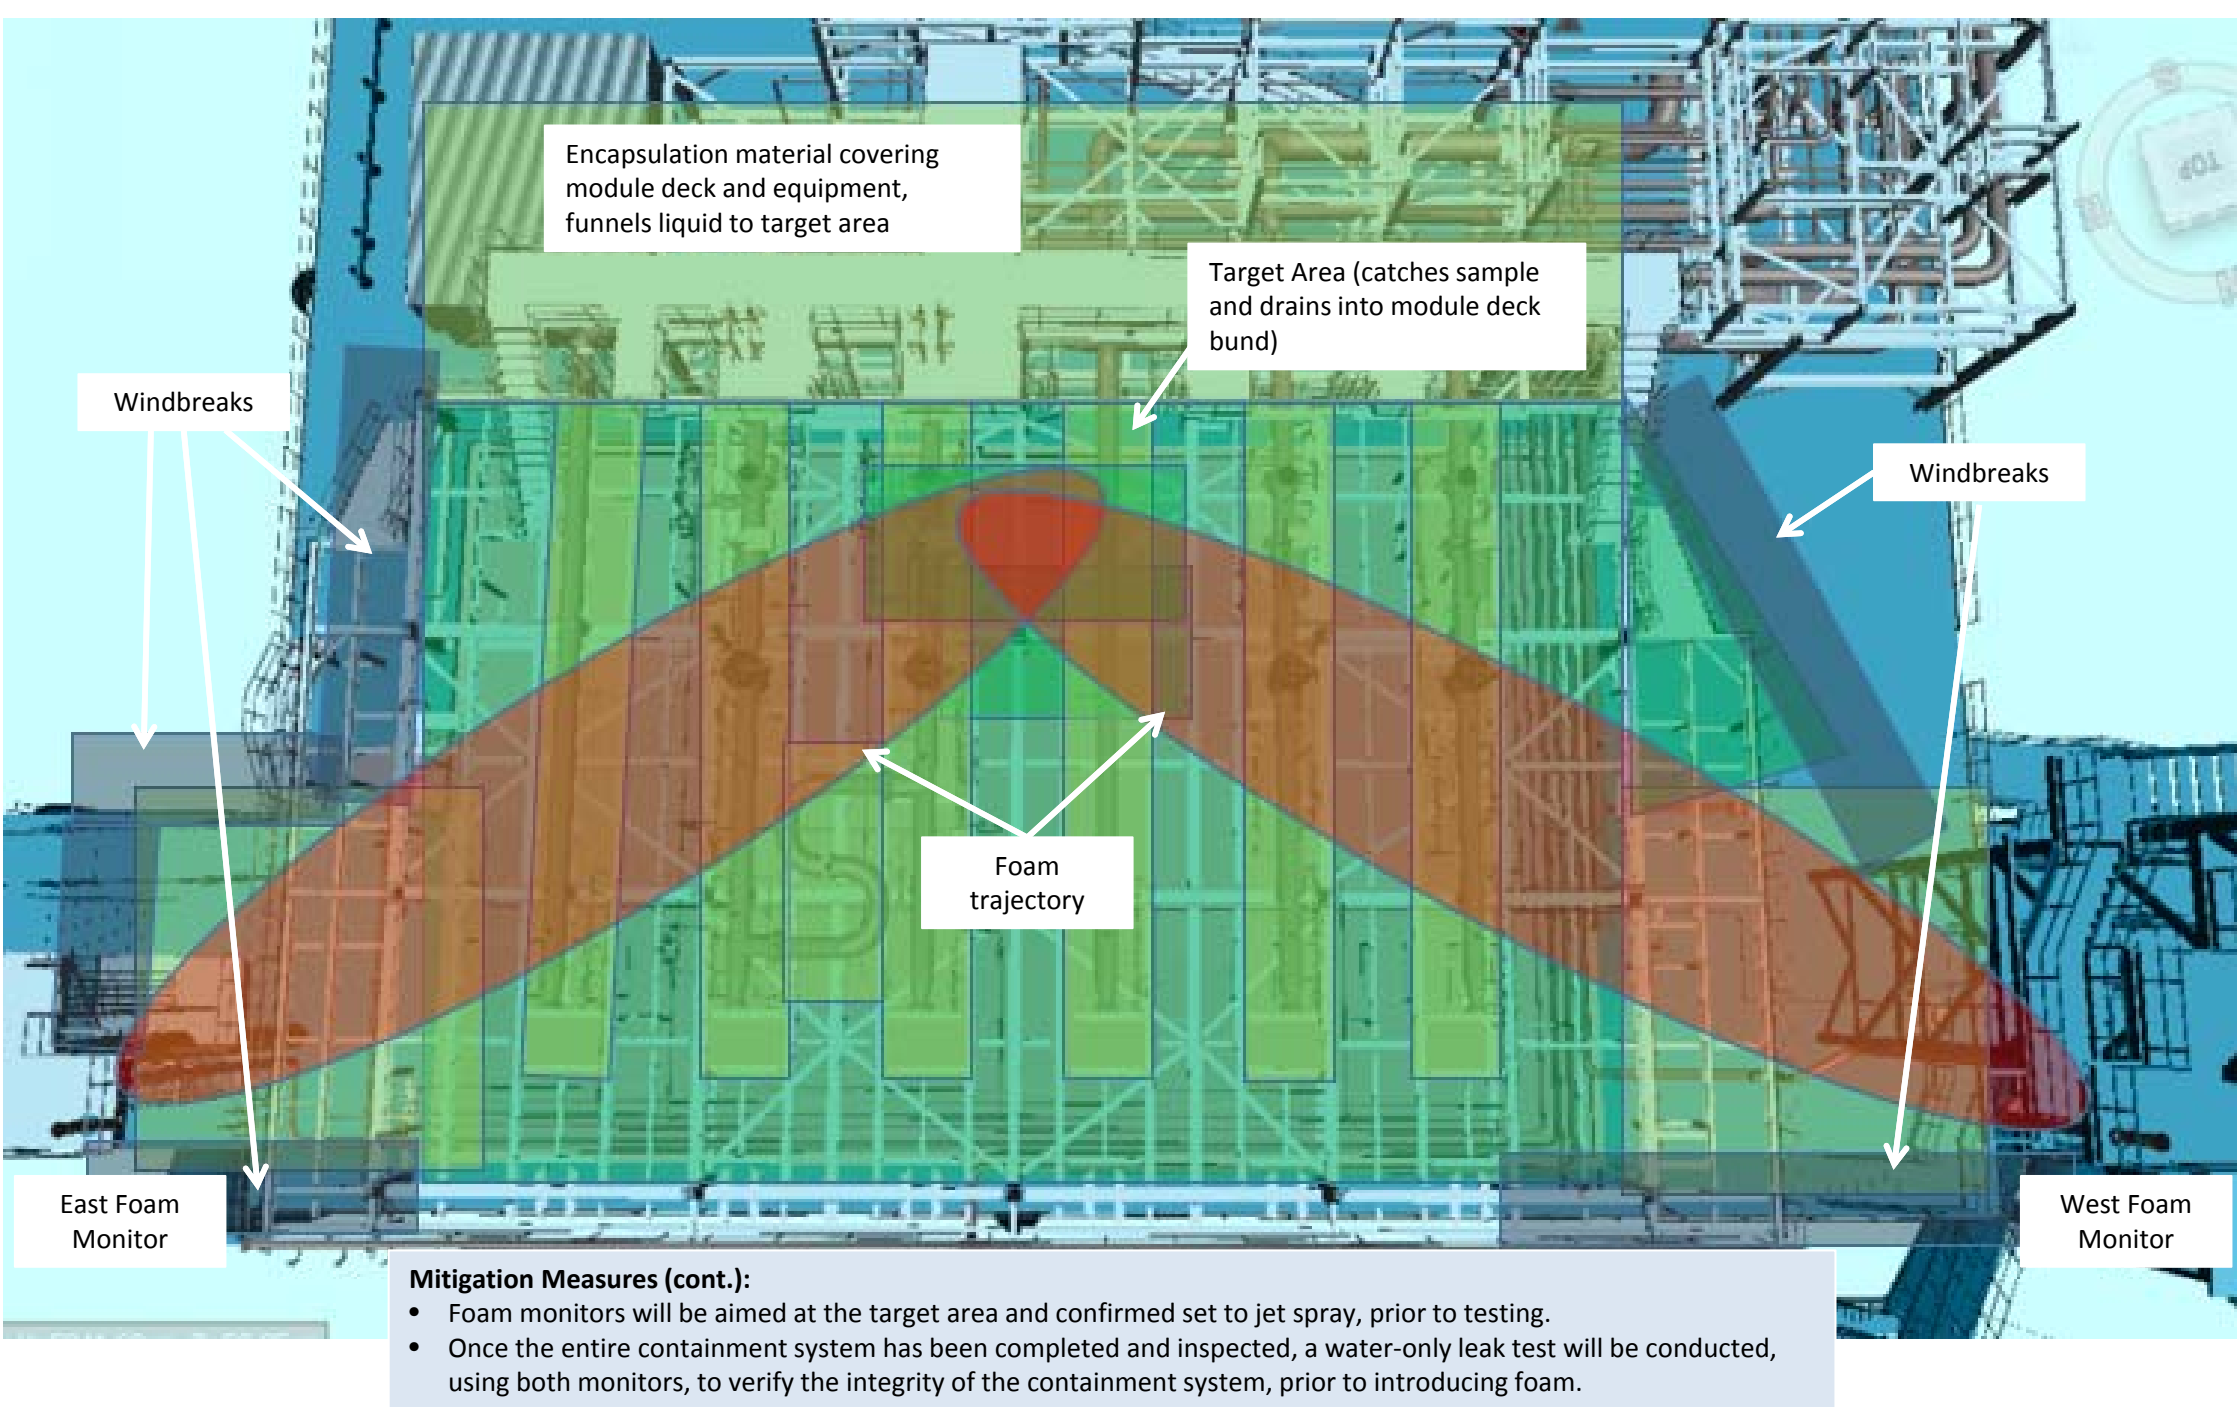 Encapsulation material covering
module deck and equipment,
funnels liquid to target area
TOP
Target Area (catches sample
and drains into module deck
bund)
Windbreaks
Windbreaks
Foam
trajectory
East Foam
Monitor
West Foam
Monitor
Mitigation Measures (cont.):
• Foam monitors will be aimed at the target area and confirmed set to jet spray, prior to testing.
• Once the entire containment system has been completed and inspected, a water-only leak test will be conducted,
using both monitors, to verify the integrity of the containment system, prior to introducing foam.